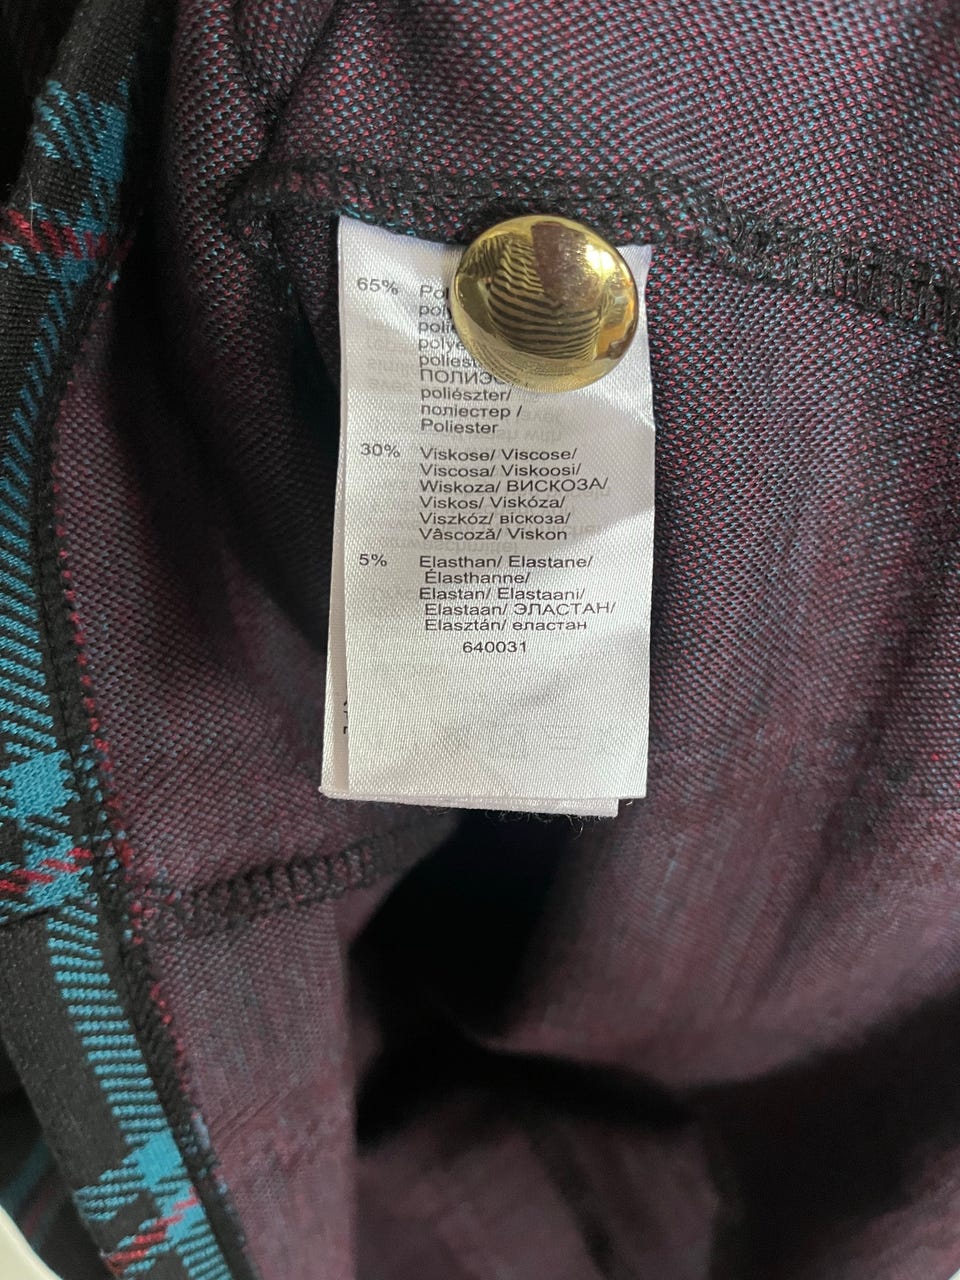 65%
poliészter/
поліестер /
Poliester
30% Viskose/ Viscose/
Viscosa/ Viskoosi/
Wiskoza/ ВИСКОЗА/
Viskos/ Viskóza/
Viszkóz/ віскоза/
Vâscoză/ Viskon
5% Elasthan/ Elastane/
Élasthanne/
Elastan/ Elastaani/
Elastaan/ ЭЛАСТАН/
Elasztán/ еластан
640031